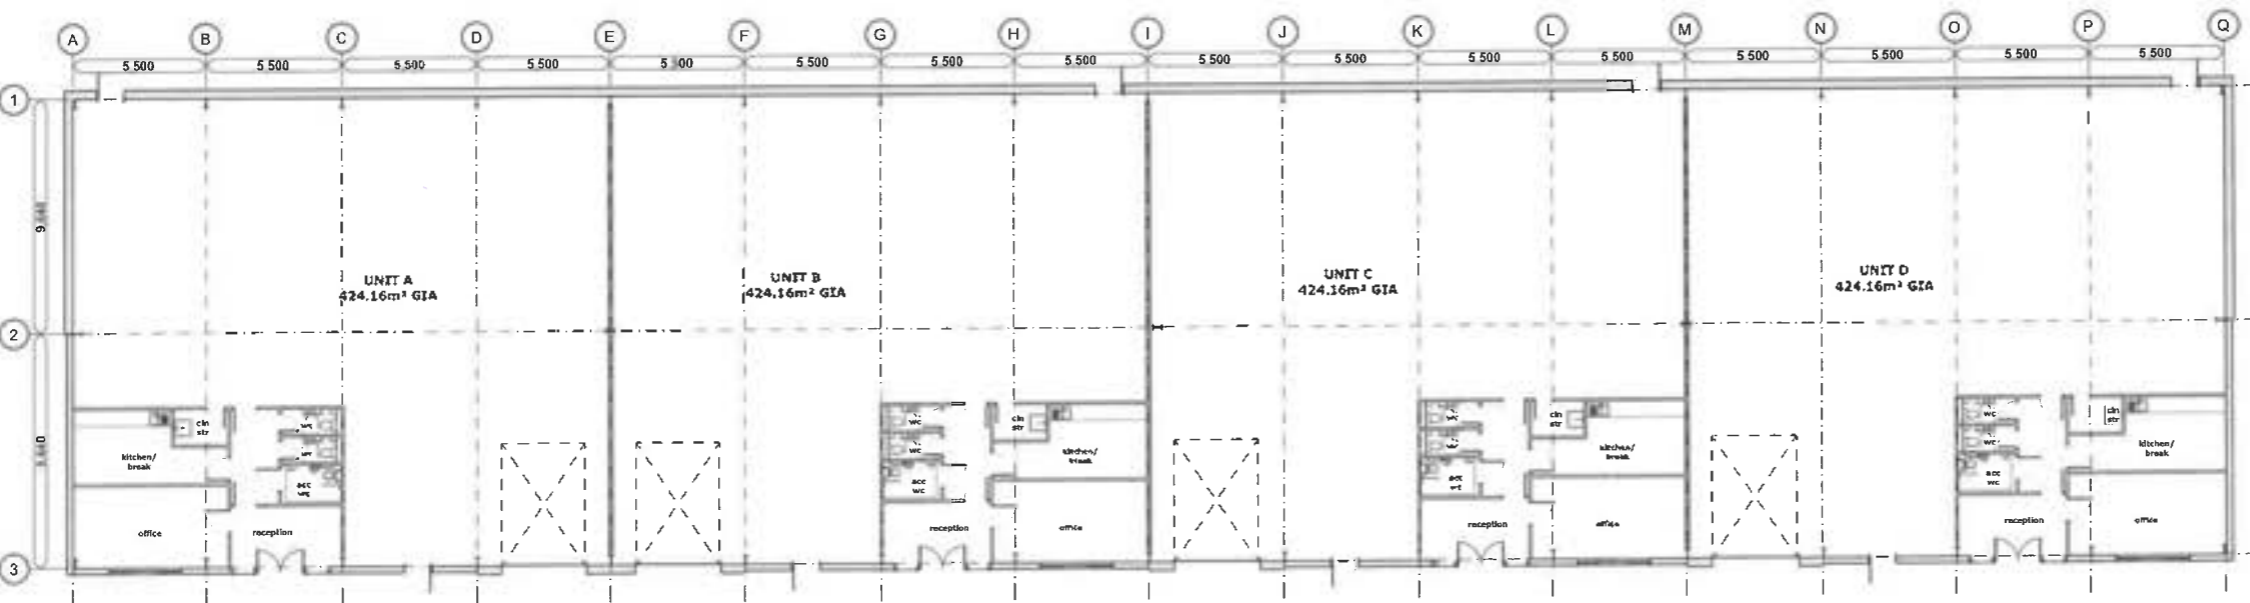 A B C D E F G H I J K L M N O P Q
5 500 5 500 5 500 5 500 5 500 5 500 5 500 5 500 5 500 5 500 5 500 5 500 5 500 5 500 5 500 5 500
1
UNIT A
424.16m² GIA
UNIT B
424.16m² GIA
UNIT C
424.16m² GIA
UNIT D
424.16m² GIA
2
cln
str
wc
wc
kitchen/
break
acc
wc
office
reception
wc
wc
acc
wc
cln
str
kitchen/
break
reception
office
wc
wc
acc
wc
cln
str
kitchen/
break
reception
office
wc
wc
acc
wc
cln
str
kitchen/
break
reception
office
3